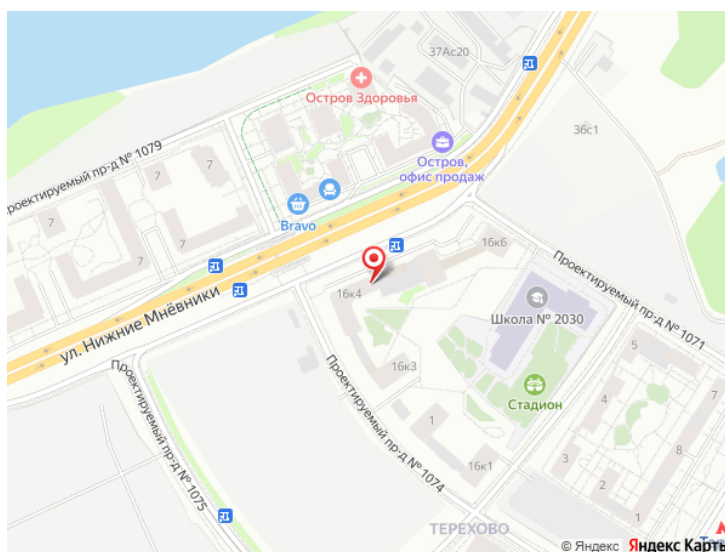 37Ас20
Остров Здоровья
36с1
Проектируемый пр-д № 1079
7
7
Остров,
офис продаж
7
Bravo
7
7
16к6
Проектируемый пр-д № 1071
ул. Нижние Мнёвники
16к4
Школа № 2030
5
16к3
Стадион
4
Проектируемый пр-д № 1075
Проектируемый пр-д № 1074
1
8
3
16к1
7
2
1
ТЕРЕХОВО
© Яндекс Яндекс Карты